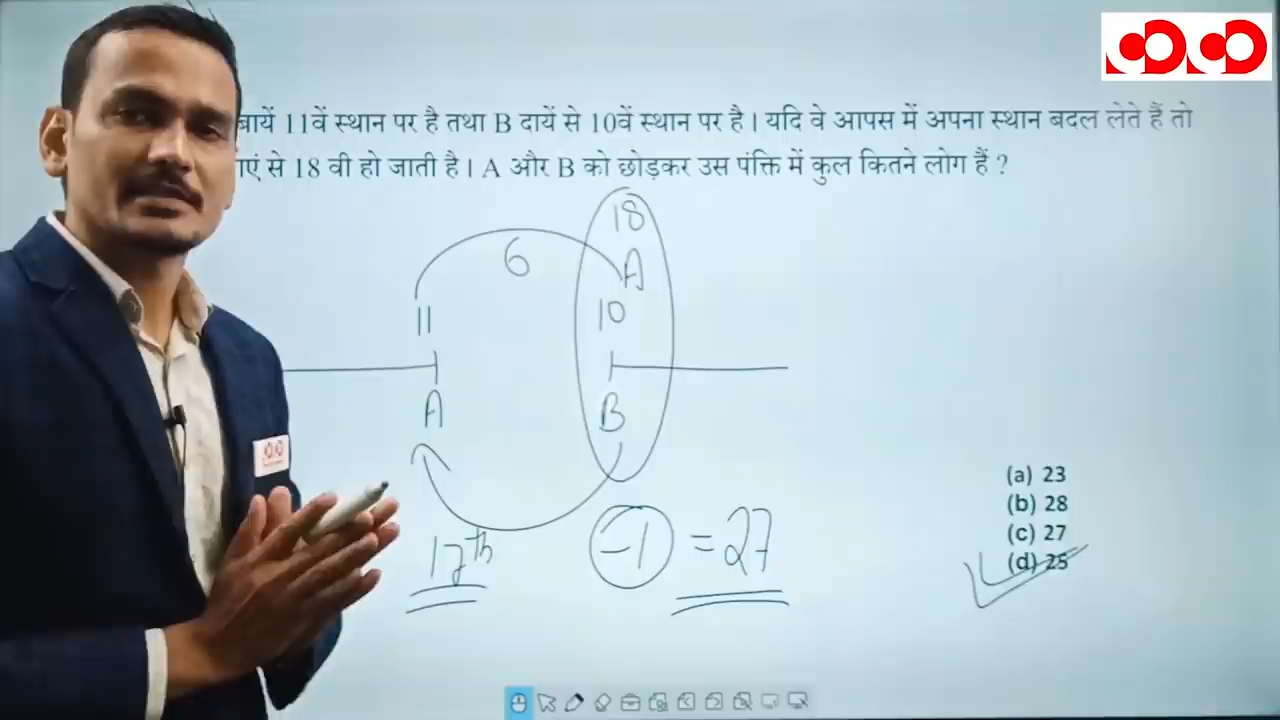 बायें 11वें स्थान पर है तथा B दायें से 10वें स्थान पर है। यदि वे आपस में अपना स्थान बदल लेते हैं तो
से 18 वी हो जाती है। A और B को छोड़कर उस पंक्ति में कुल कितने लोग हैं ?
18
6
A
11
10
A
B
17th
-1 = 27
(a) 23
(b) 28
(c) 27
(d) 25